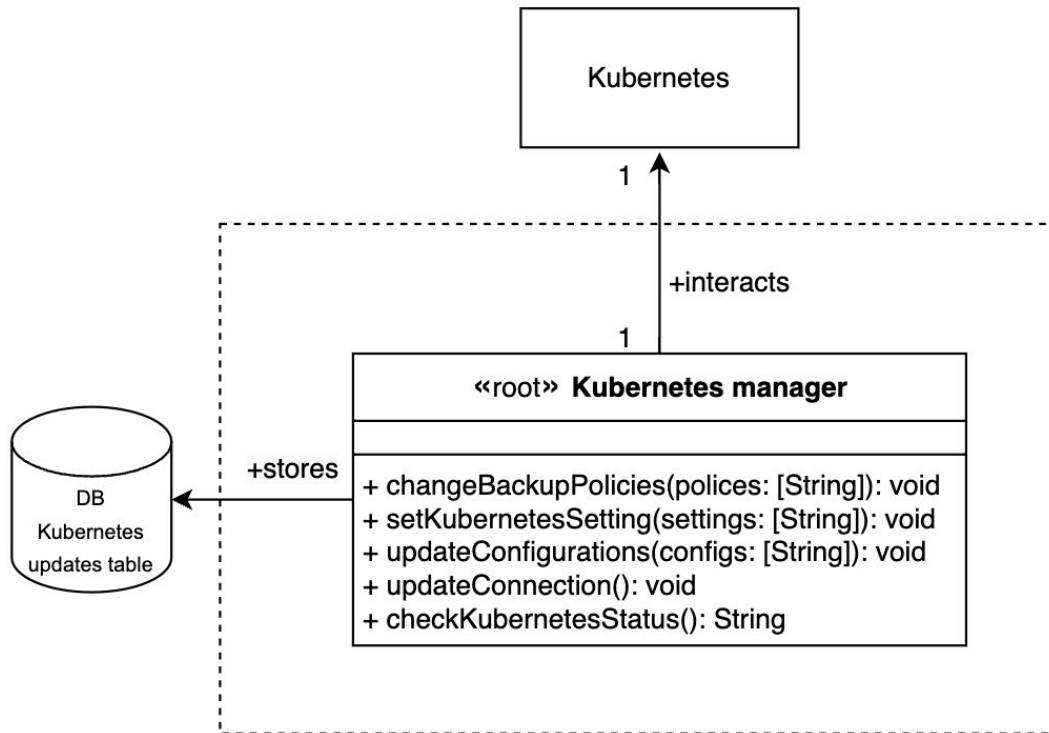 Kubernetes
1
+interacts
1
«root» Kubernetes manager
+stores
DB
Kubernetes
updates table
+ changeBackupPolicies(polices: [String]): void
+ setKubernetesSetting(settings: [String]): void
+ updateConfigurations(configs: [String]): void
+ updateConnection(): void
+ checkKubernetesStatus(): String